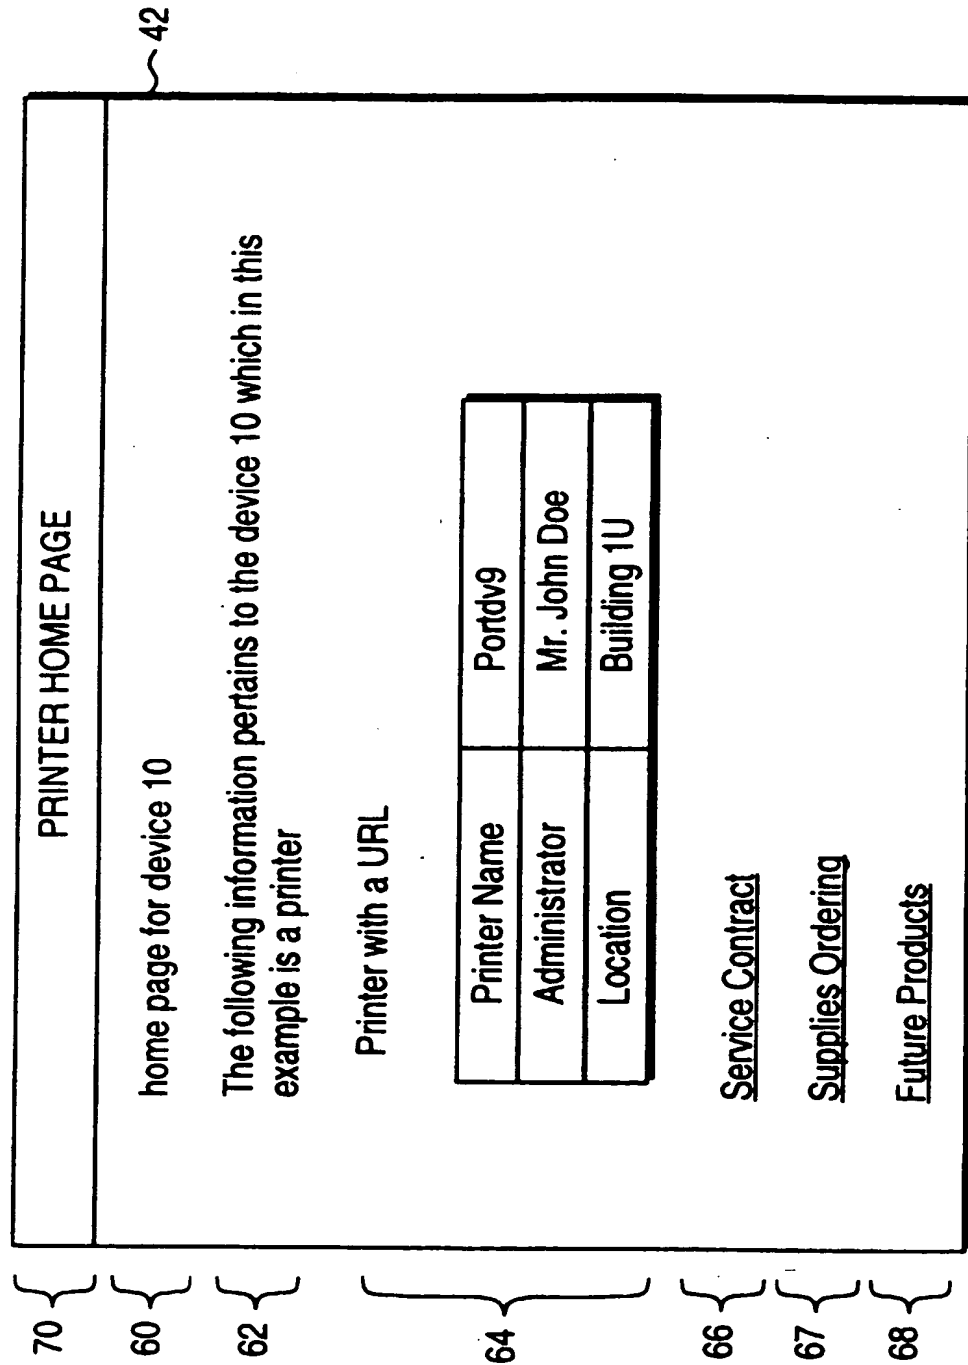 PRINTER HOME PAGE
home page for device 10
The following information pertains to the device 10 which in this
example is a printer
Printer with a URL
Printer Name Portdv9
Administrator Mr. John Doe
Location Building 1U
Service Contract
Supplies Ordering
Future Products
42
70
60
62
64
66
67
68